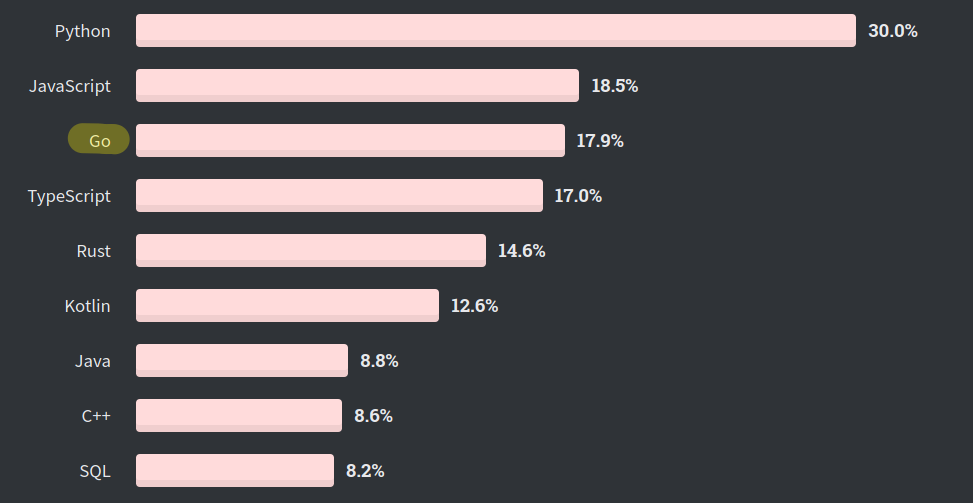 Python 30.0%
JavaScript 18.5%
Go 17.9%
TypeScript 17.0%
Rust 14.6%
Kotlin 12.6%
Java 8.8%
C++ 8.6%
SQL 8.2%